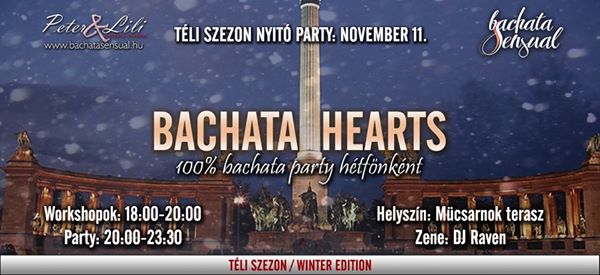 Peter & Lili
www.bachatasensual.hu
TÉLI SZEZON NYITÓ PARTY: NOVEMBER 11.
bachata
Sensual
BACHATA HEARTS
100% bachata party hétfőnként
Workshopok: 18:00-20:00
Party: 20:00-23:30
Helyszín: Műcsarnok terasz
Zene: DJ Raven
TÉLI SZEZON / WINTER EDITION